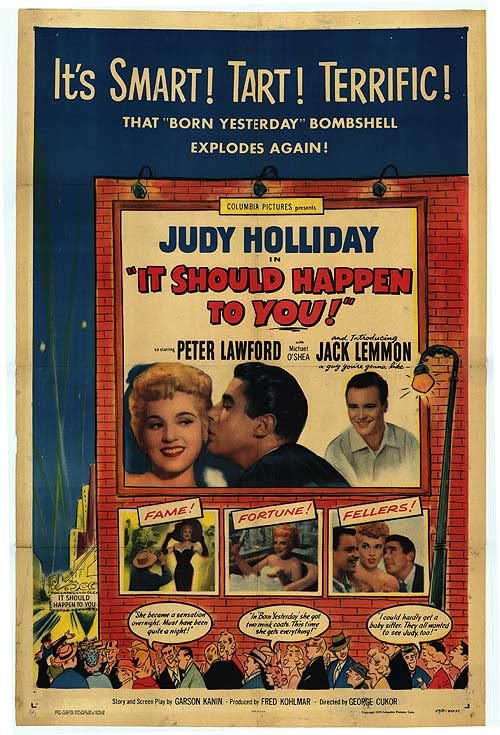 It's Smart! Tart! Terrific!
THAT "BORN YESTERDAY" BOMBSHELL
EXPLODES AGAIN!
COLUMBIA PICTURES presents
JUDY HOLLIDAY
IN
"IT SHOULD HAPPEN
TO YOU!"
co-starring PETER LAWFORD with Michael O'SHEA and Introducing JACK LEMMON
a guy you're gonna like—
FAME!
FORTUNE!
FELLERS!
IT SHOULD
HAPPEN TO YOU
"She became a sensation
overnight. Must have been
quite a night!"
"In 'Born Yesterday' she got
two mink coats. This time
she gets everything!"
"I could hardly get a
baby sitter. They all wanted
to see Judy, too!"
Story and Screen Play by GARSON KANIN · Produced by FRED KOHLMAR · Directed by GEORGE CUKOR